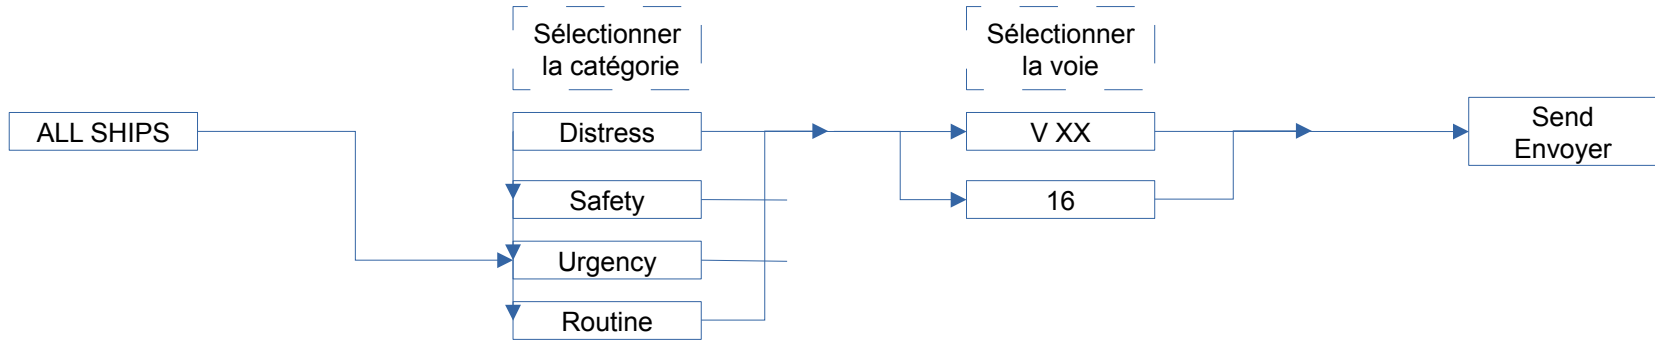 Sélectionner
la catégorie
Sélectionner
la voie
ALL SHIPS
Distress
V XX
Send
Envoyer
Safety
16
Urgency
Routine